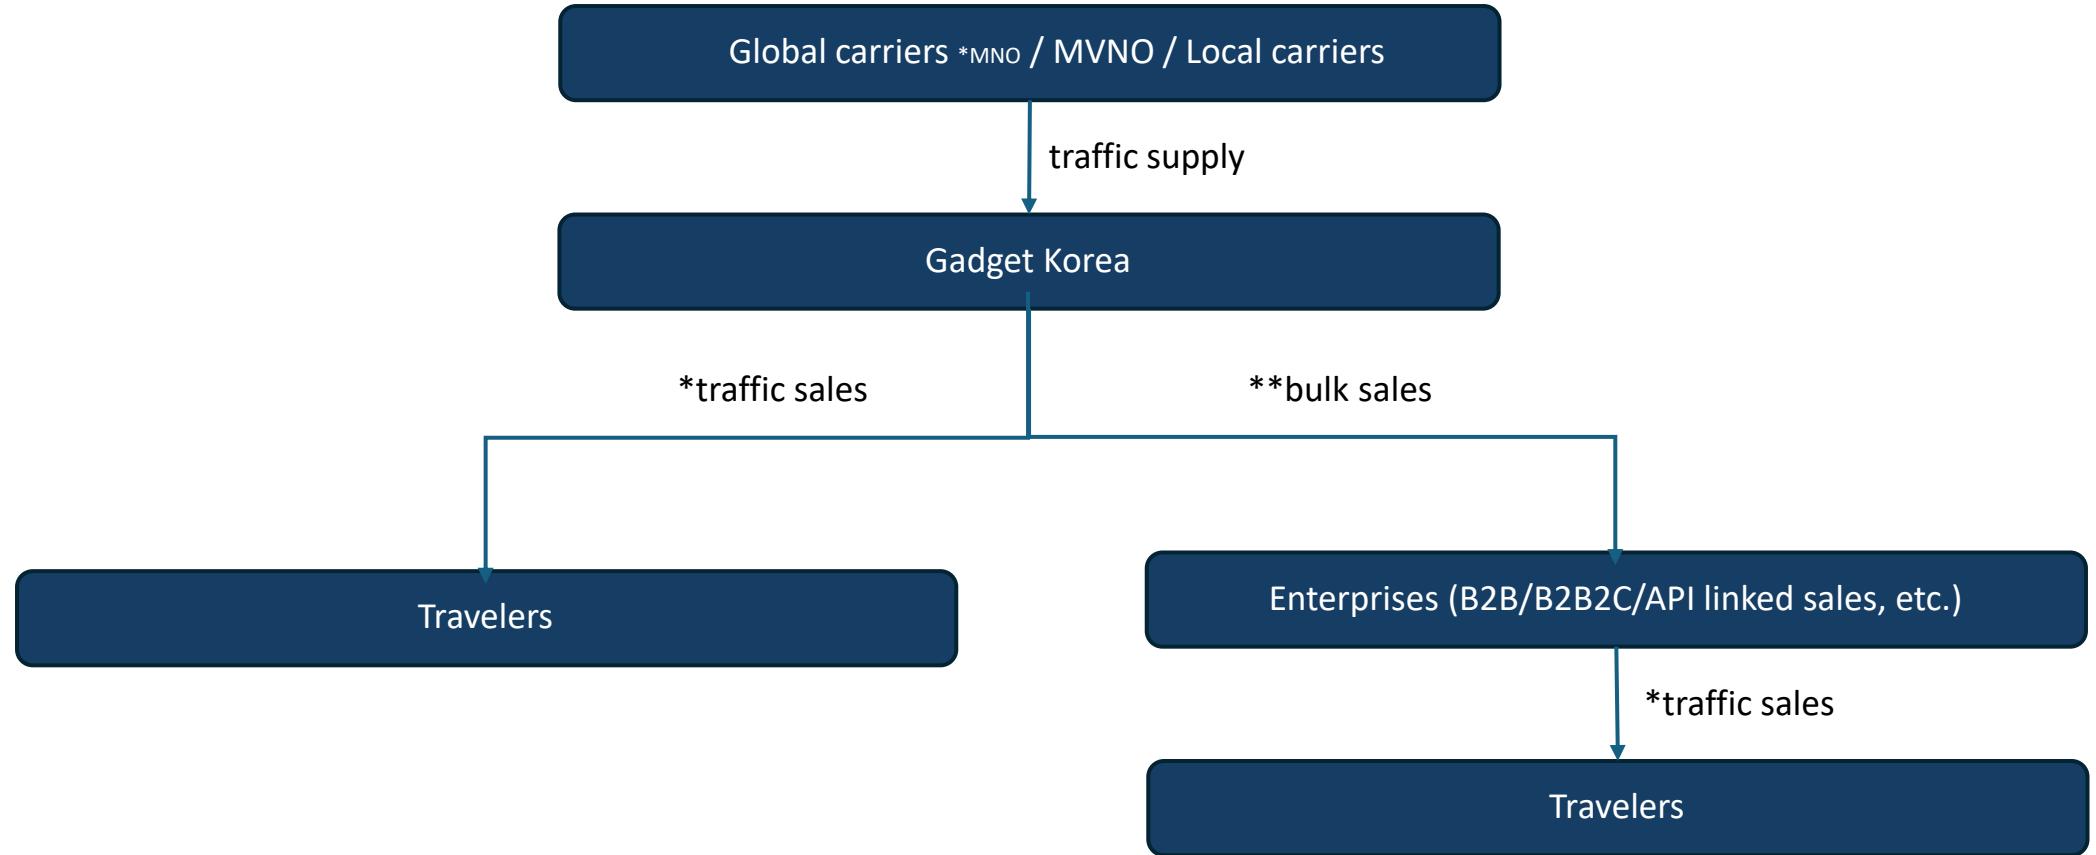 Global carriers *MNO / MVNO / Local carriers
traffic supply
Gadget Korea
*traffic sales
**bulk sales
Travelers
Enterprises (B2B/B2B2C/API linked sales, etc.)
*traffic sales
Travelers